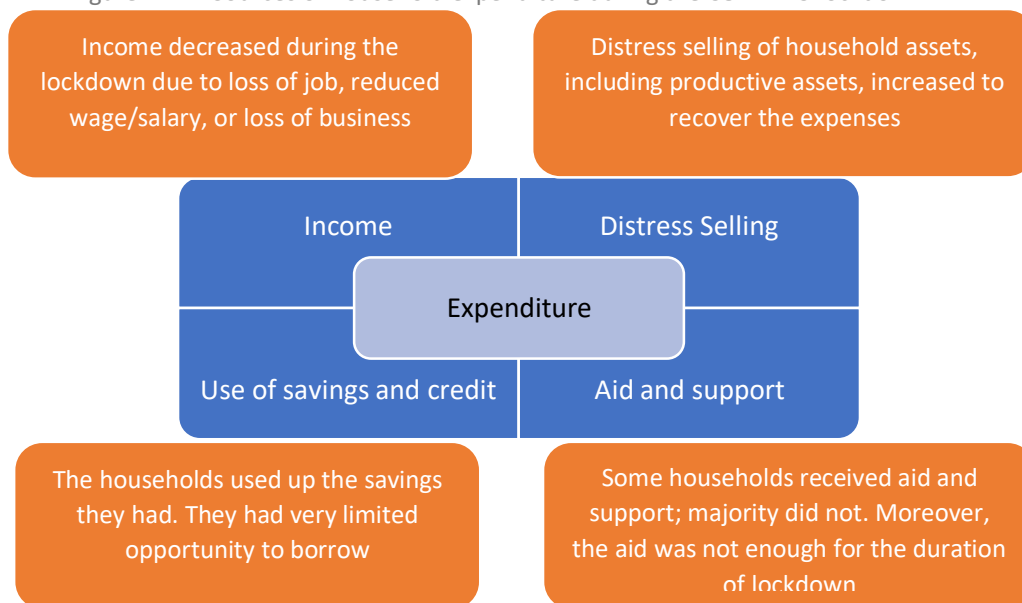 Income decreased during the
lockdown due to loss of job, reduced
wage/salary, or loss of business
Distress selling of household assets,
including productive assets, increased to
recover the expenses
Income
Distress Selling
Expenditure
Use of savings and credit
Aid and support
The households used up the savings
they had. They had very limited
opportunity to borrow
Some households received aid and
support; majority did not. Moreover,
the aid was not enough for the duration
of lockdown